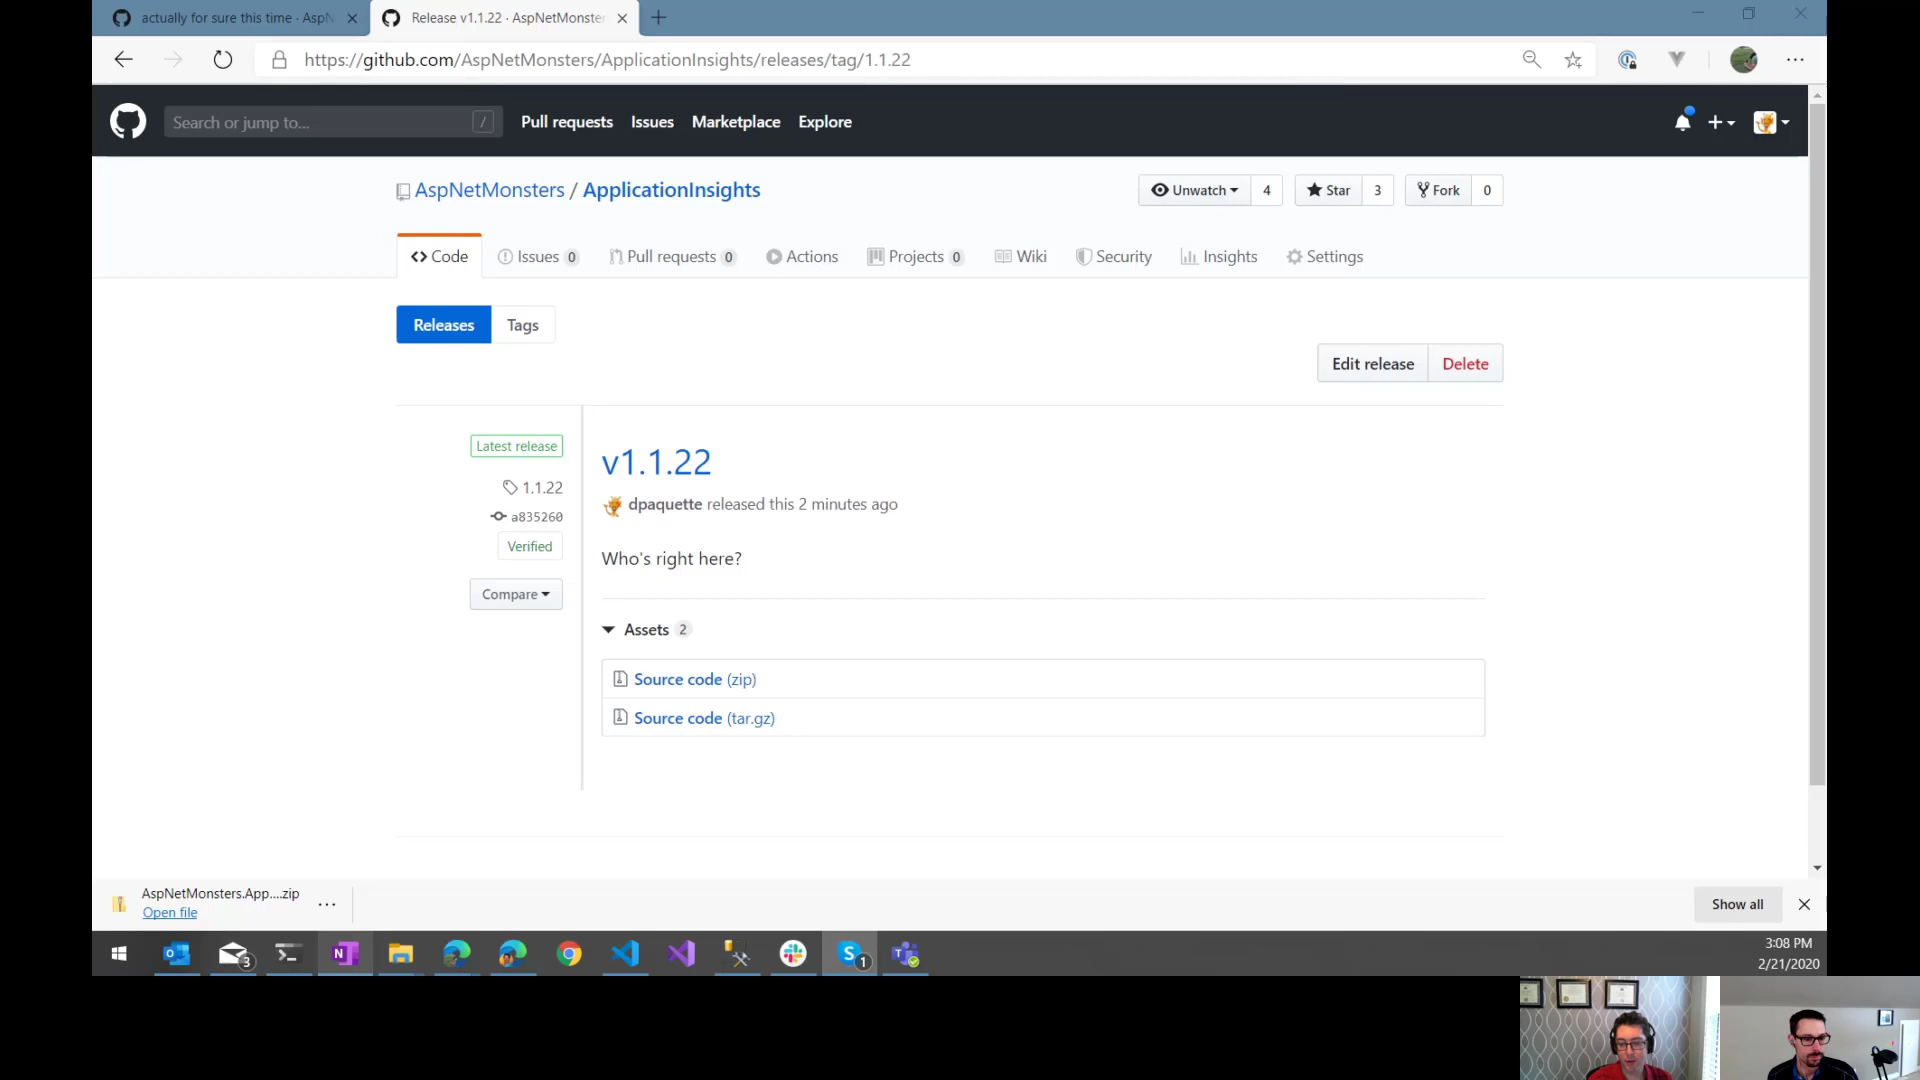 actually for sure this time · AspN
Release v1.1.22 · AspNetMonster
https://github.com/AspNetMonsters/ApplicationInsights/releases/tag/1.1.22
Search or jump to... /
Pull requests Issues Marketplace Explore
AspNetMonsters / ApplicationInsights
Unwatch 4 Star 3 Fork 0
Code Issues 0 Pull requests 0 Actions Projects 0 Wiki Security Insights Settings
Releases Tags
Edit release Delete
Latest release
1.1.22
a835260
Verified
Compare
v1.1.22
dpaquette released this 2 minutes ago
Who's right here?
Assets 2
Source code (zip)
Source code (tar.gz)
AspNetMonsters.App....zip
Open file
Show all
3
N
S 1
3:08 PM
2/21/2020